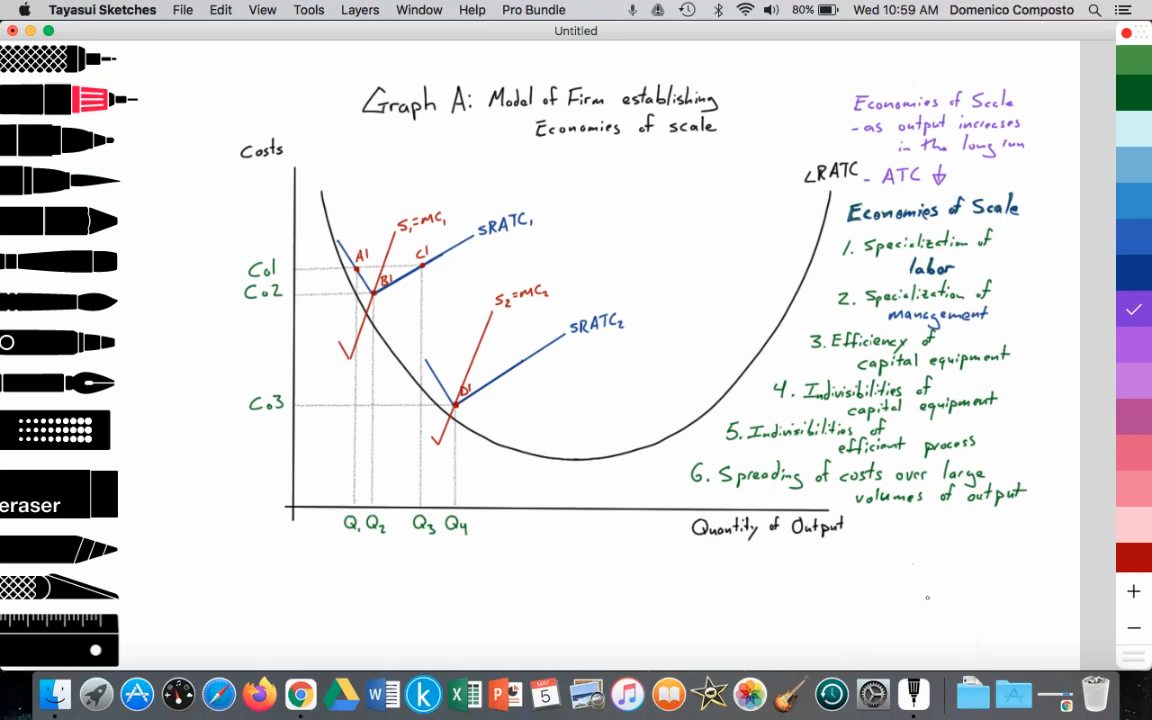 Tayasui Sketches File Edit View Tools Layers Window Help Pro Bundle 80% Wed 10:59 AM Domenico Composto
Untitled
Graph A: Model of Firm establishing
Economies of scale
Costs
LRATC
S₁=MC₁
SRATC₁
A1
B1
C1
Co1
Co2
S₂=MC₂
SRATC₂
D1
Co3
Q₁ Q₂ Q₃ Q₄
Quantity of Output
Economies of Scale
- as output increases
in the long run
- ATC ↓
Economies of Scale
1. Specialization of
labor
2. Specialization of
management
3. Efficiency of
capital equipment
4. Indivisibilities of
capital equipment
5. Indivisibilities of
efficient process
6. Spreading of costs over large
volumes of output
eraser
W
k
X
P
MAY
5
A